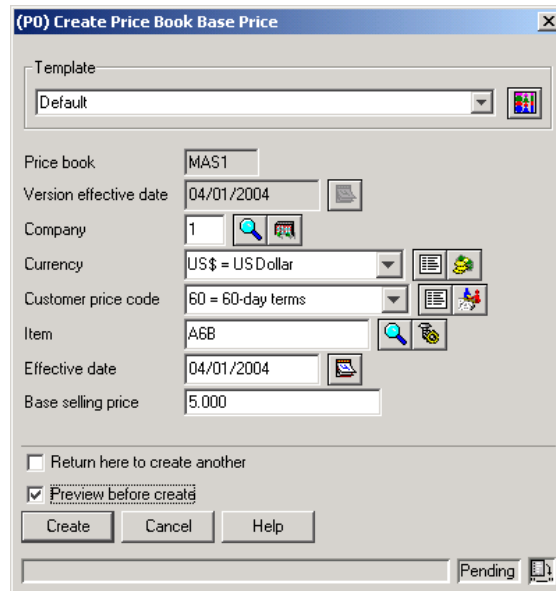 (P0) Create Price Book Base Price
Template
Default
Price book MAS1
Version effective date 04/01/2004
Company 1
Currency US$ = US Dollar
Customer price code 60 = 60-day terms
Item A6B
Effective date 04/01/2004
Base selling price 5.000
Return here to create another
Preview before create
Create Cancel Help
Pending